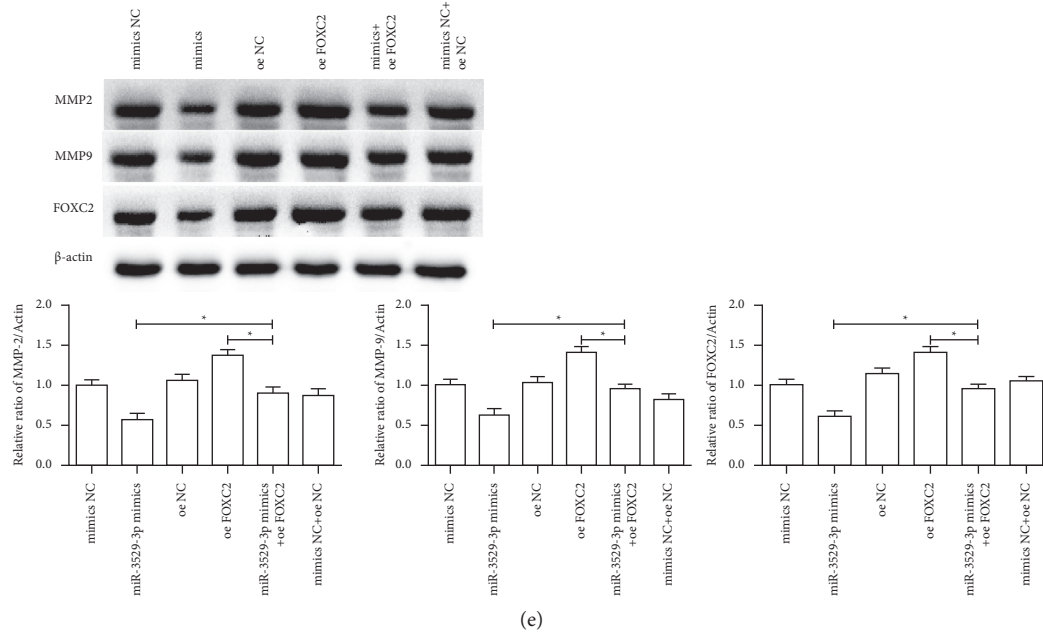 mimics NC
mimics
oe NC
oe FOXC2
mimics+
oe FOXC2
mimics NC+
oe NC
MMP2
MMP9
FOXC2
β-actin
Relative ratio of MMP-2/Actin
2.0
1.5
1.0
0.5
0.0
*
*
mimics NC
miR-3529-3p mimics
oe NC
oe FOXC2
miR-3529-3p mimics
+oe FOXC2
mimics NC+oe NC
Relative ratio of MMP-9/Actin
2.0
1.5
1.0
0.5
0.0
*
*
mimics NC
miR-3529-3p mimics
oe NC
oe FOXC2
miR-3529-3p mimics
+oe FOXC2
mimics NC+oe NC
Relative ratio of FOXC2/Actin
2.0
1.5
1.0
0.5
0.0
*
*
mimics NC
miR-3529-3p mimics
oe NC
oe FOXC2
miR-3529-3p mimics
+oe FOXC2
mimics NC+oe NC
(e)